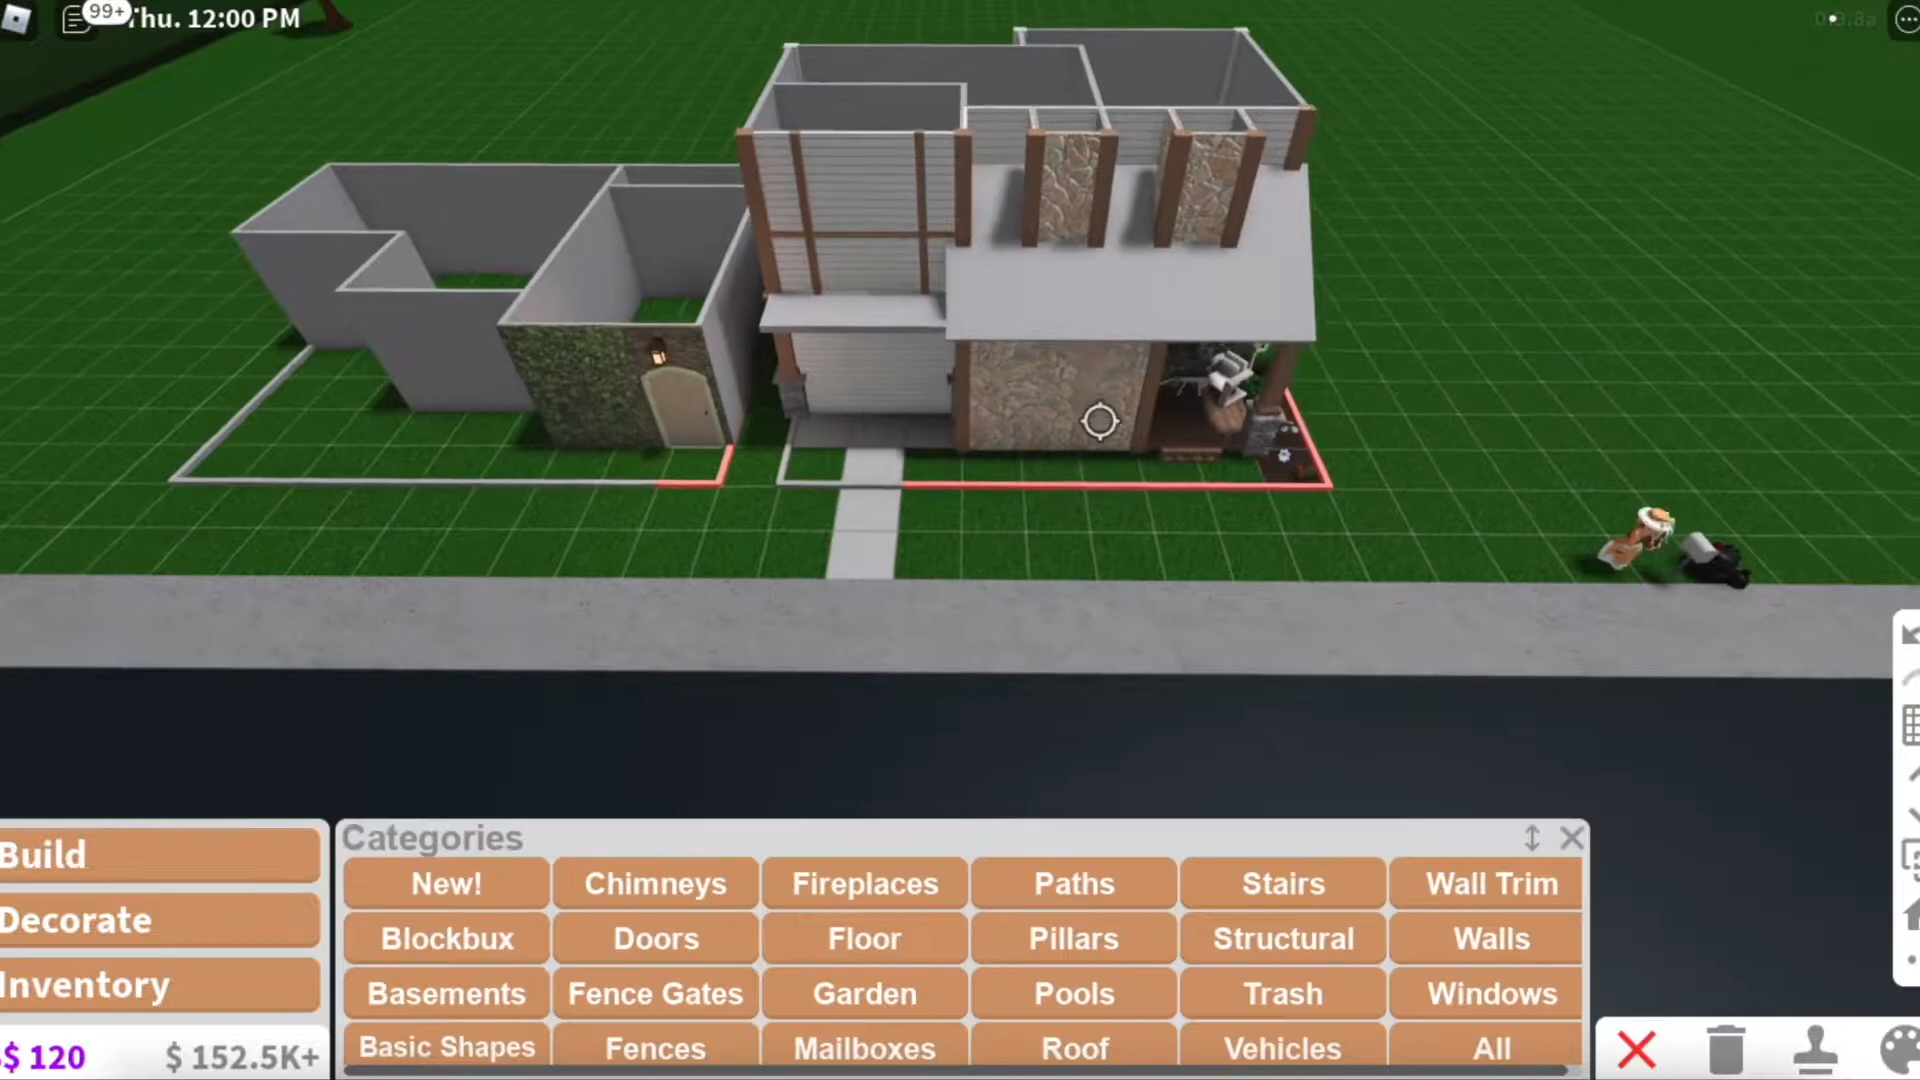 99+
Thu. 12:00 PM
Build
Decorate
Inventory
$ 120
$ 152.5K+
Categories
New!
Chimneys
Fireplaces
Paths
Stairs
Wall Trim
Blockbux
Doors
Floor
Pillars
Structural
Walls
Basements
Fence Gates
Garden
Pools
Trash
Windows
Basic Shapes
Fences
Mailboxes
Roof
Vehicles
All